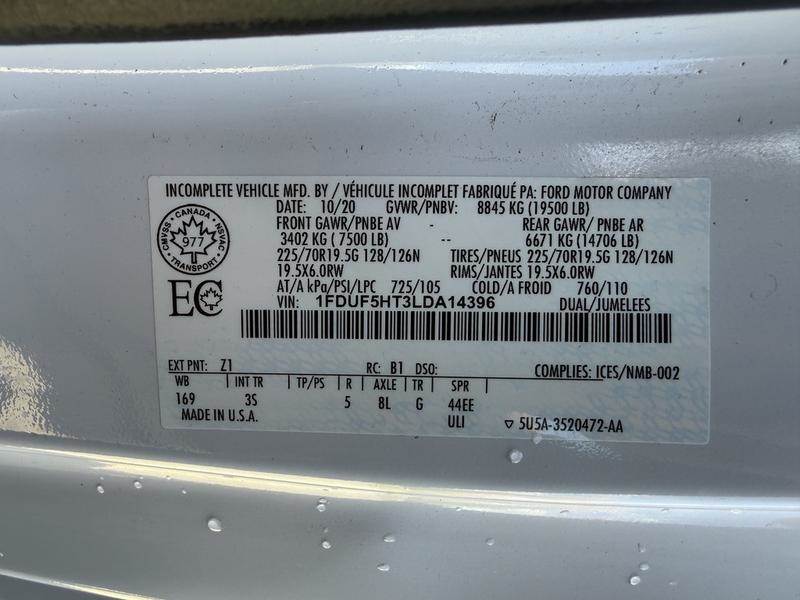 INCOMPLETE VEHICLE MFD. BY / VÉHICULE INCOMPLET FABRIQUÉ PA: FORD MOTOR COMPANY
DATE: 10/20 GVWR/PNBV: 8845 KG (19500 LB)
FRONT GAWR/PNBE AV - REAR GAWR/ PNBE AR
3402 KG ( 7500 LB) -- 6671 KG (14706 LB)
225/70R19.5G 128/126N TIRES/PNEUS 225/70R19.5G 128/126N
19.5X6.0RW RIMS/JANTES 19.5X6.0RW
AT/A kPa/PSI/LPC 725/105 COLD/A FROID 760/110
VIN: 1FDUF5HT3LDA14396 DUAL/JUMELEES
CANADA
CMVSS 977 NSVAC
TRANSPORT
EC
EXT PNT: Z1 RC: B1 DSO: COMPLIES: ICES/NMB-002
WB INT TR TP/PS R AXLE TR SPR
169 3S 5 8L G 44EE
MADE IN U.S.A. ULI ▽ 5U5A-3520472-AA